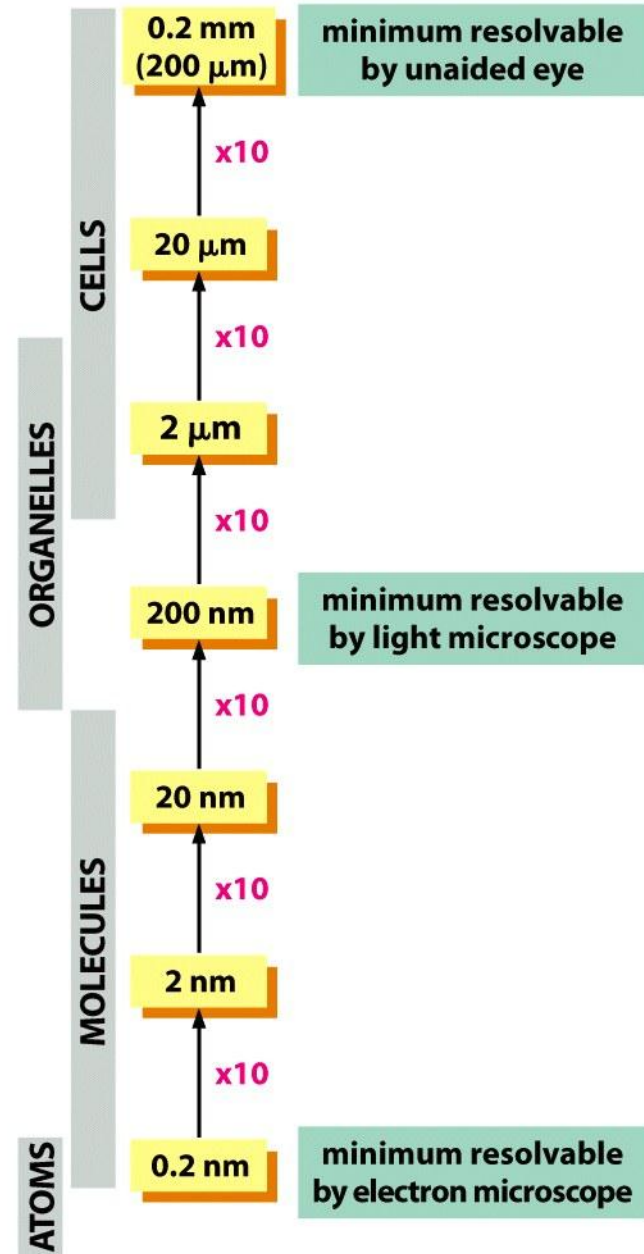 0.2 mm
(200 μm)
minimum resolvable
by unaided eye
x10
CELLS
20 μm
x10
ORGANELLES
2 μm
x10
200 nm
minimum resolvable
by light microscope
x10
MOLECULES
20 nm
x10
2 nm
x10
ATOMS
0.2 nm
minimum resolvable
by electron microscope